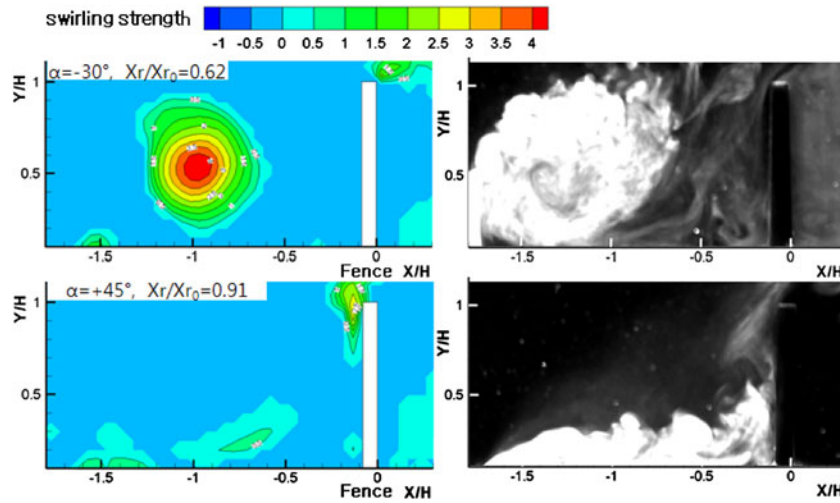 swirling strength
-1 -0.5 0 0.5 1 1.5 2 2.5 3 3.5 4
α=-30°, Xr/Xr₀=0.62
Y/H
1
0.5
-1.5 -1 -0.5 0
Fence X/H
Y/H
1
0.5
-1.5 -1 -0.5 0
X/H
α=+45°, Xr/Xr₀=0.91
Y/H
1
0.5
-1.5 -1 -0.5 0
Fence X/H
Y/H
1
0.5
-1.5 -1 -0.5 0
X/H